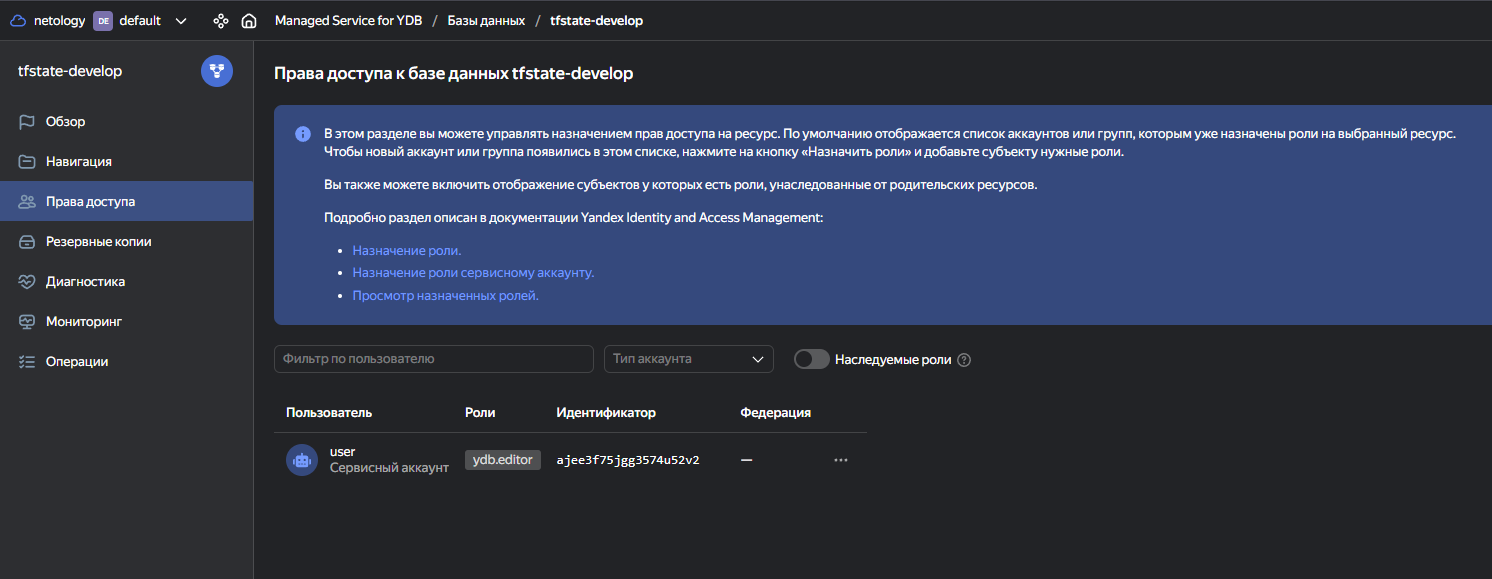 netology DE default Managed Service for YDB / Базы данных / tfstate-develop
tfstate-develop
Обзор
Навигация
Права доступа
Резервные копии
Диагностика
Мониторинг
Операции
Права доступа к базе данных tfstate-develop
В этом разделе вы можете управлять назначением прав доступа на ресурс. По умолчанию отображается список аккаунтов или групп, которым уже назначены роли на выбранный ресурс.
Чтобы новый аккаунт или группа появились в этом списке, нажмите на кнопку «Назначить роли» и добавьте субъекту нужные роли.
Вы также можете включить отображение субъектов у которых есть роли, унаследованные от родительских ресурсов.
Подробно раздел описан в документации Yandex Identity and Access Management:
• Назначение роли.
• Назначение роли сервисному аккаунту.
• Просмотр назначенных ролей.
Фильтр по пользователю Тип аккаунта Наследуемые роли
Пользователь Роли Идентификатор Федерация
user
Сервисный аккаунт ydb.editor ajee3f75jgg3574u52v2 —